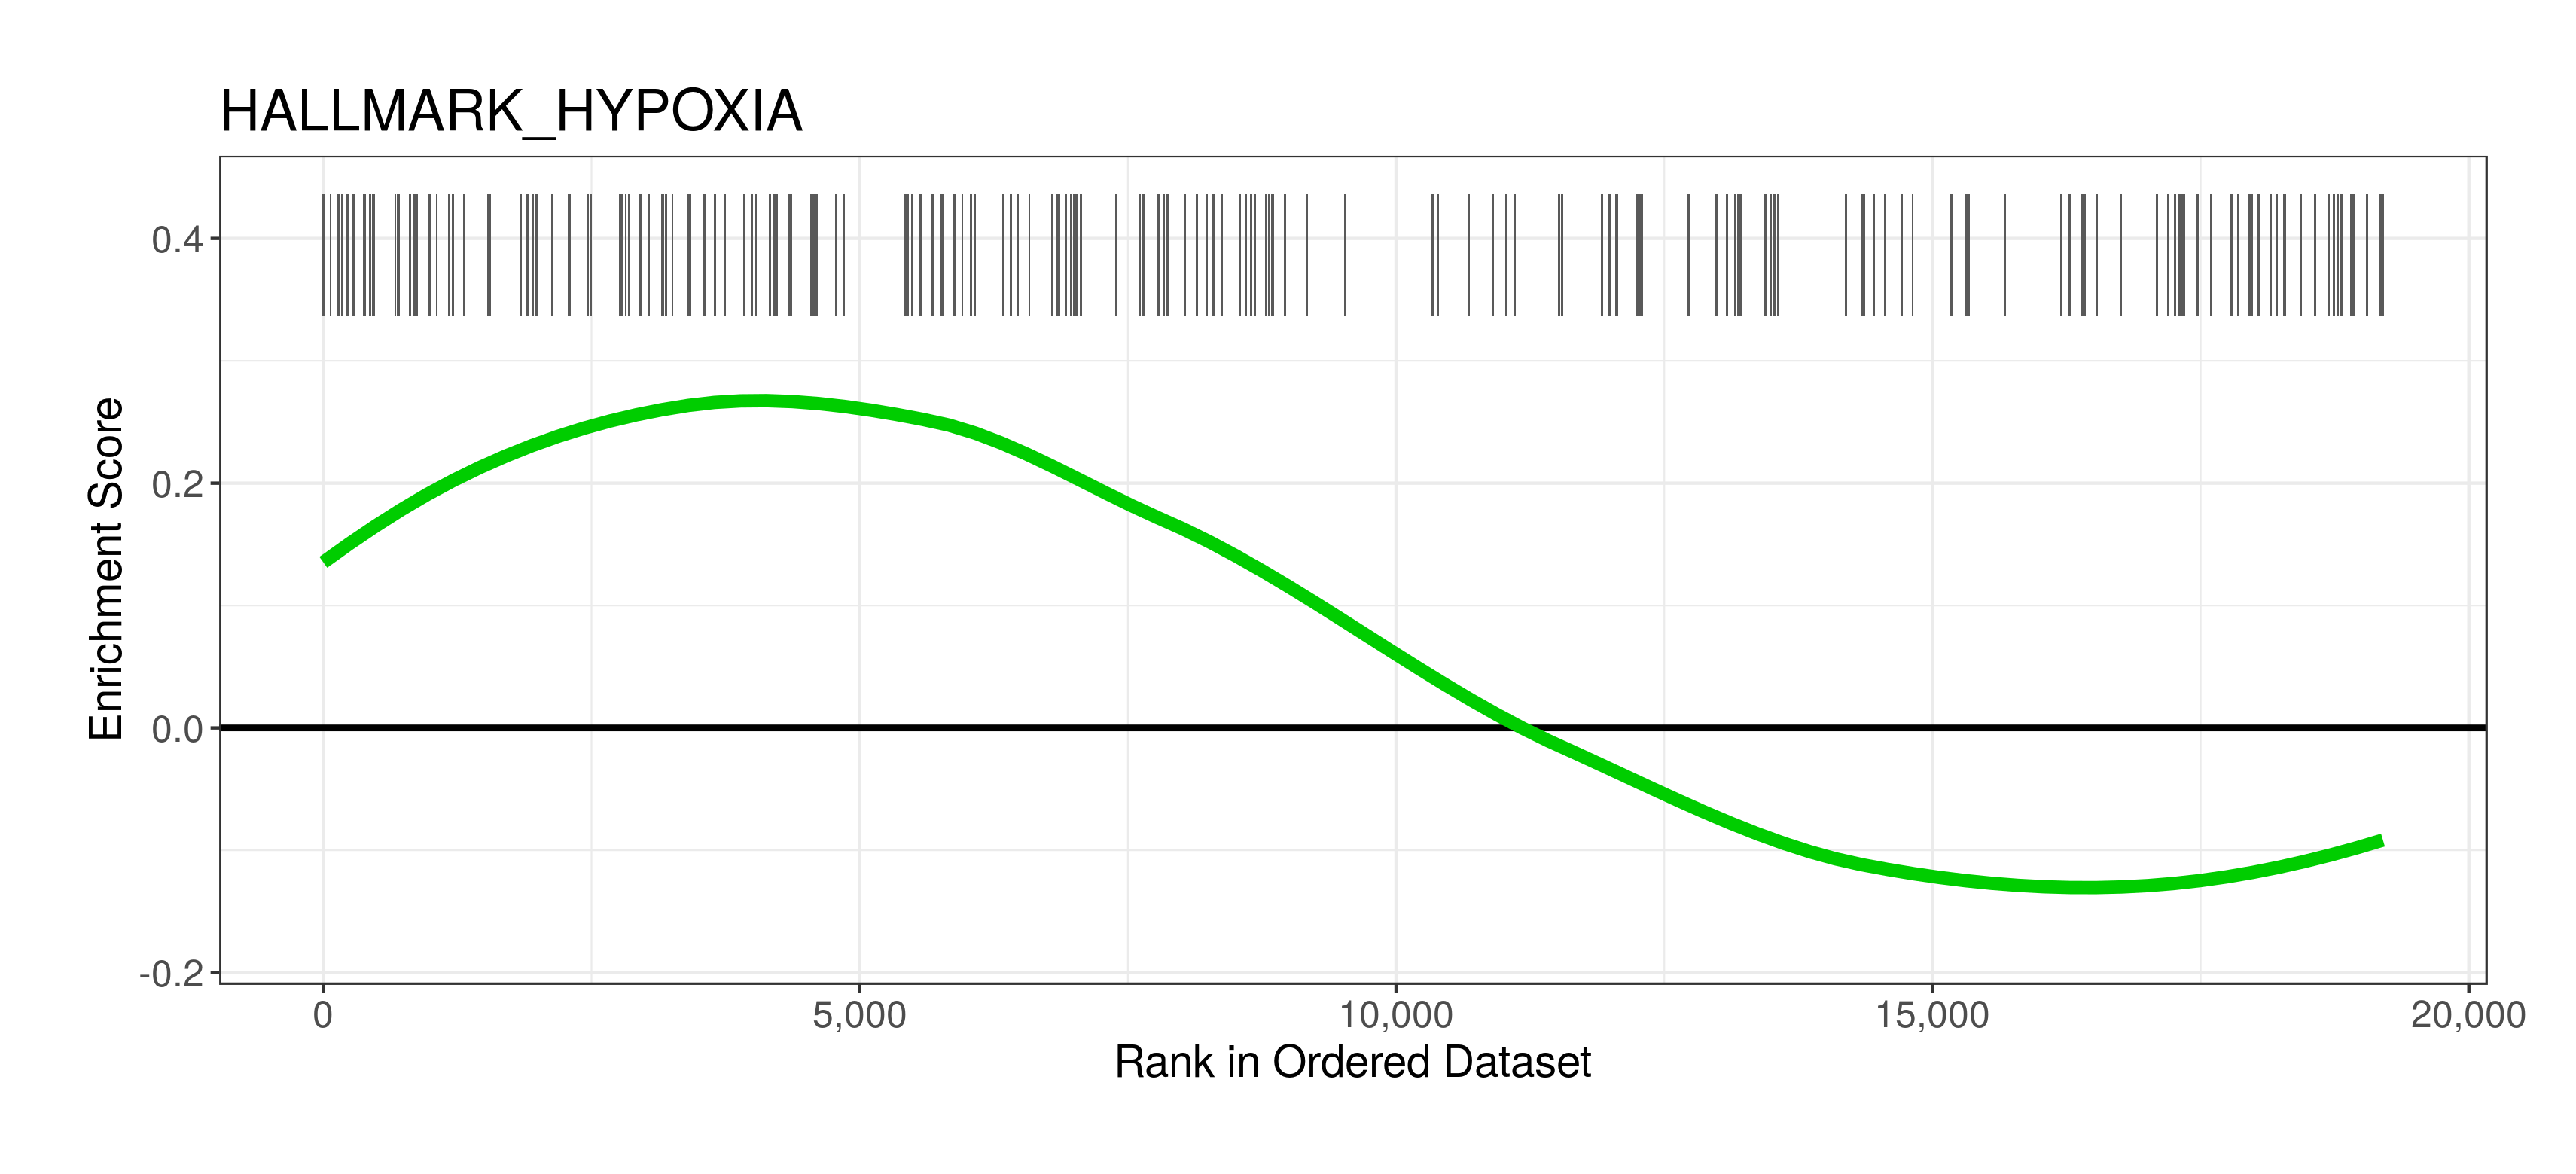 HALLMARK_HYPOXIA
Enrichment Score
0.4
0.2
0.0
-0.2
0 5,000 10,000 15,000 20,000
Rank in Ordered Dataset